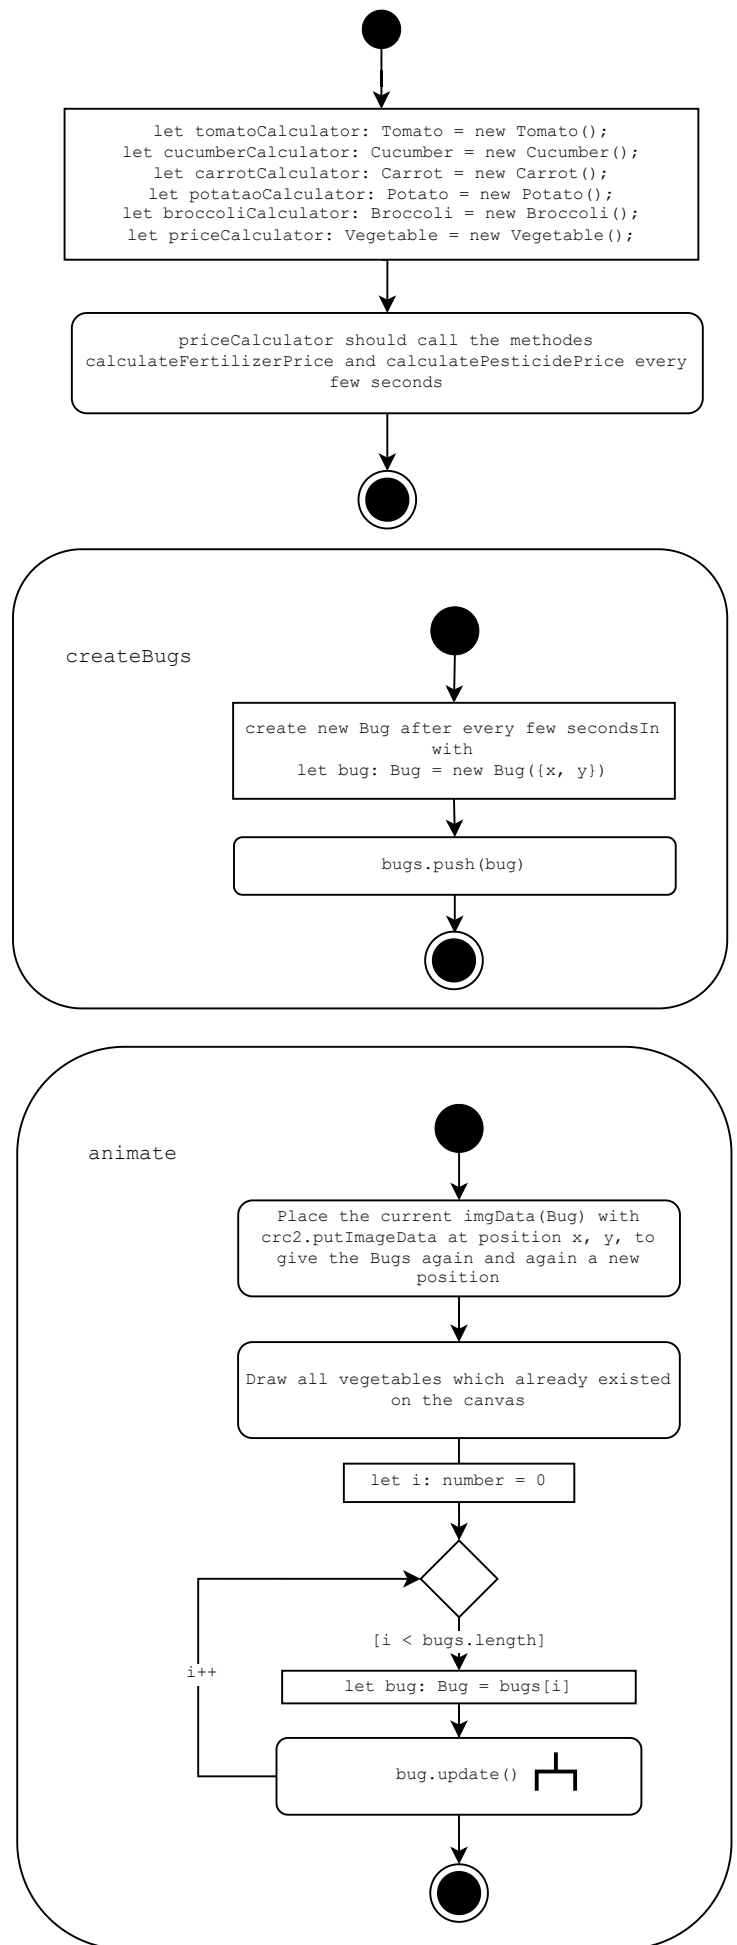 let tomatoCalculator: Tomato = new Tomato();
let cucumberCalculator: Cucumber = new Cucumber();
let carrotCalculator: Carrot = new Carrot();
let potataoCalculator: Potato = new Potato();
let broccoliCalculator: Broccoli = new Broccoli();
let priceCalculator: Vegetable = new Vegetable();
priceCalculator should call the methodes
calculateFertilizerPrice and calculatePesticidePrice every
few seconds
createBugs
create new Bug after every few secondsIn
with
let bug: Bug = new Bug({x, y})
bugs.push(bug)
animate
Place the current imgData(Bug) with
crc2.putImageData at position x, y, to
give the Bugs again and again a new
position
Draw all vegetables which already existed
on the canvas
let i: number = 0
[i < bugs.length]
i++
let bug: Bug = bugs[i]
bug.update()